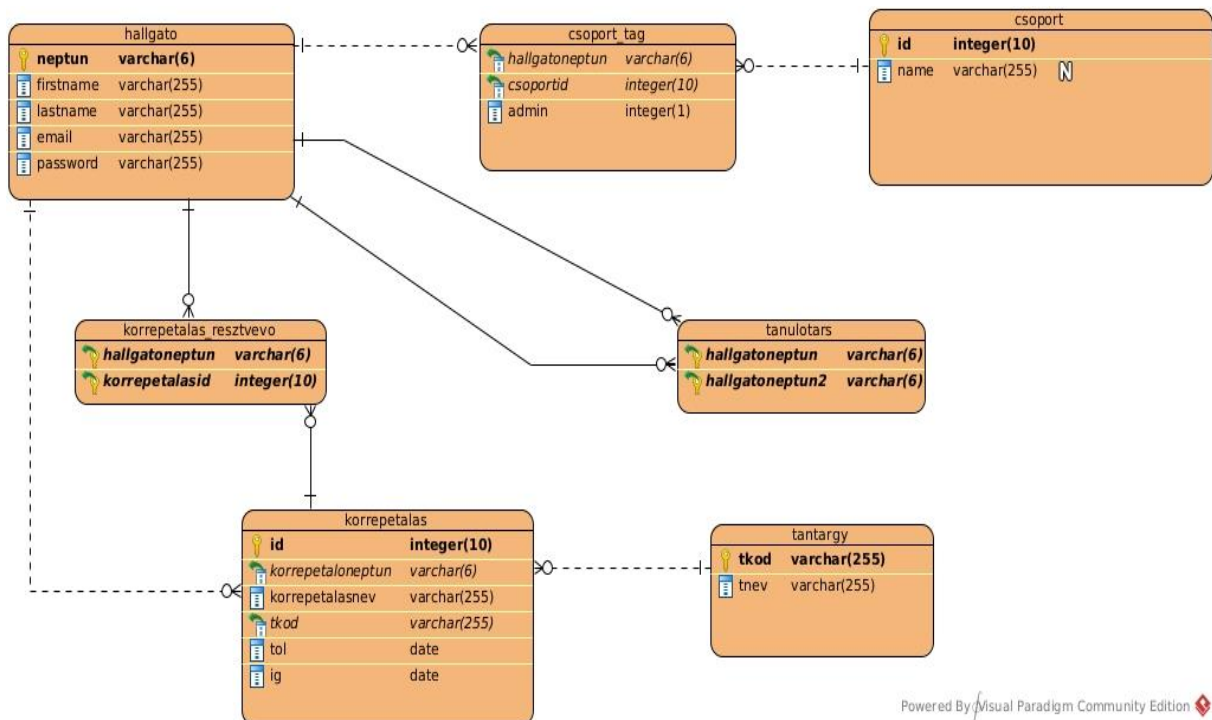 hallgato
neptun varchar(6)
firstname varchar(255)
lastname varchar(255)
email varchar(255)
password varchar(255)
csoport_tag
hallgatoneptun varchar(6)
csoportid integer(10)
admin integer(1)
csoport
id integer(10)
name varchar(255) N
korrepetalas_resztvevo
hallgatoneptun varchar(6)
korrepetalasid integer(10)
tanulotars
hallgatoneptun varchar(6)
hallgatoneptun2 varchar(6)
korrepetalas
id integer(10)
korrepetaloneptun varchar(6)
korrepetalasnev varchar(255)
tkod varchar(255)
tol date
ig date
tantargy
tkod varchar(255)
tnev varchar(255)
Powered By Visual Paradigm Community Edition